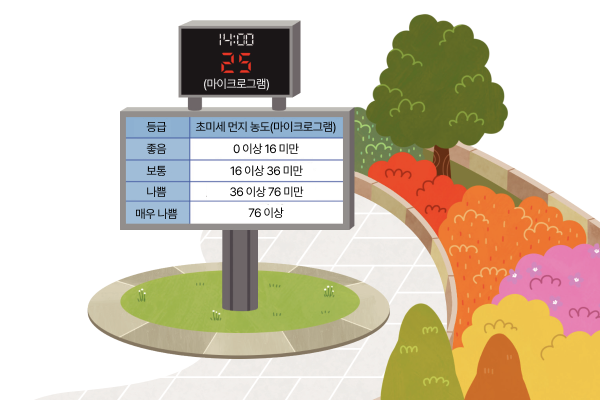 14:00
25
(마이크로그램)
등급 초미세 먼지 농도(마이크로그램)
좋음 0 이상 16 미만
보통 16 이상 36 미만
나쁨 36 이상 76 미만
매우 나쁨 76 이상